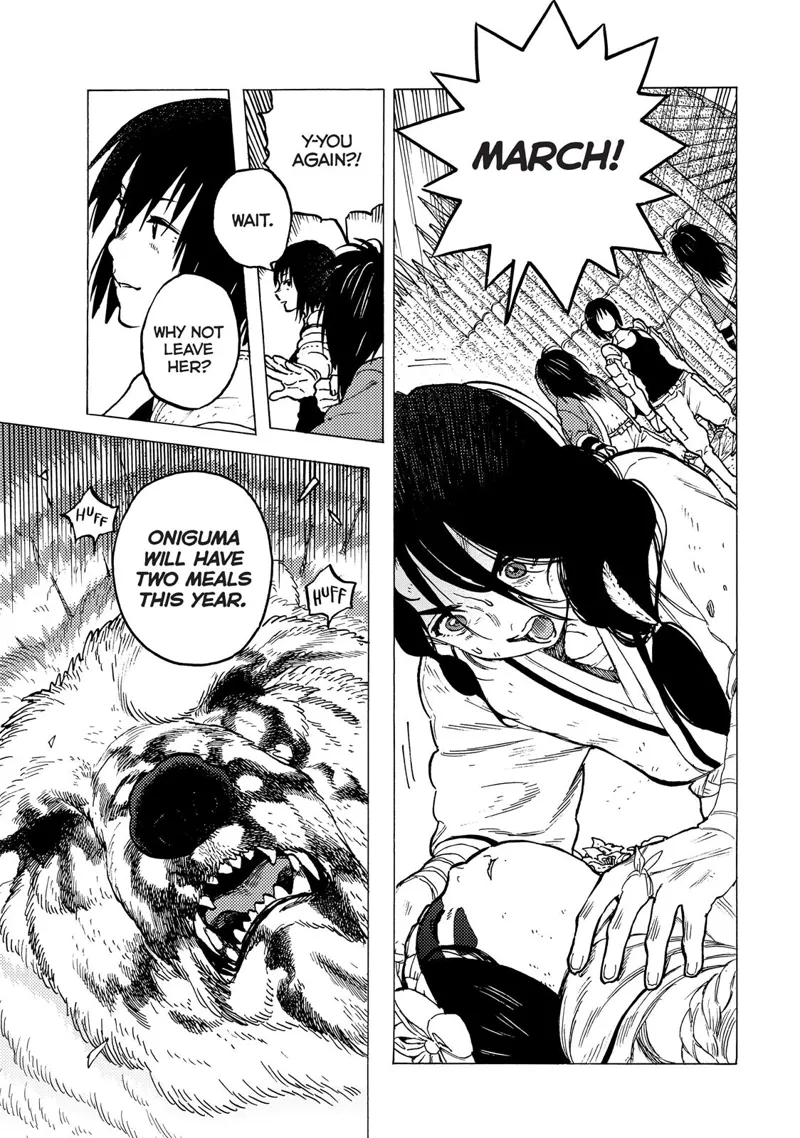 MARCH!
Y-YOU
AGAIN?!
WAIT.
WHY NOT
LEAVE
HER?
HUFF
ONIGUMA
WILL HAVE
TWO MEALS
THIS YEAR.
HUFF